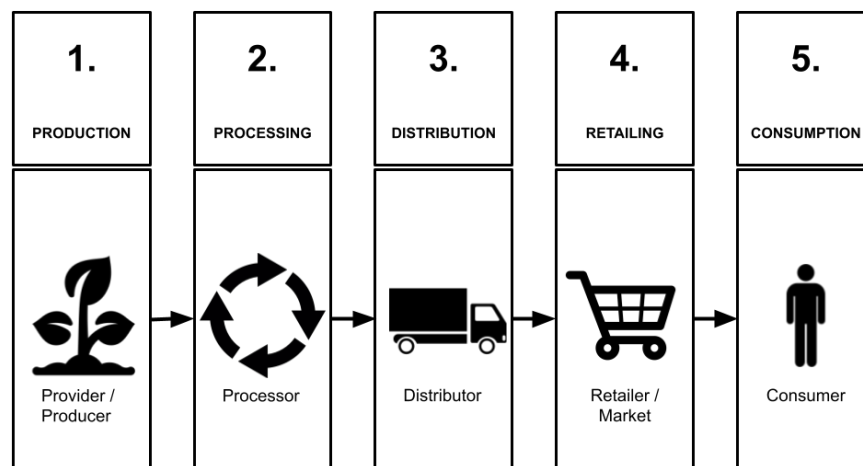 1.
2.
3.
4.
5.
PRODUCTION
PROCESSING
DISTRIBUTION
RETAILING
CONSUMPTION
Provider /
Producer
Processor
Distributor
Retailer /
Market
Consumer